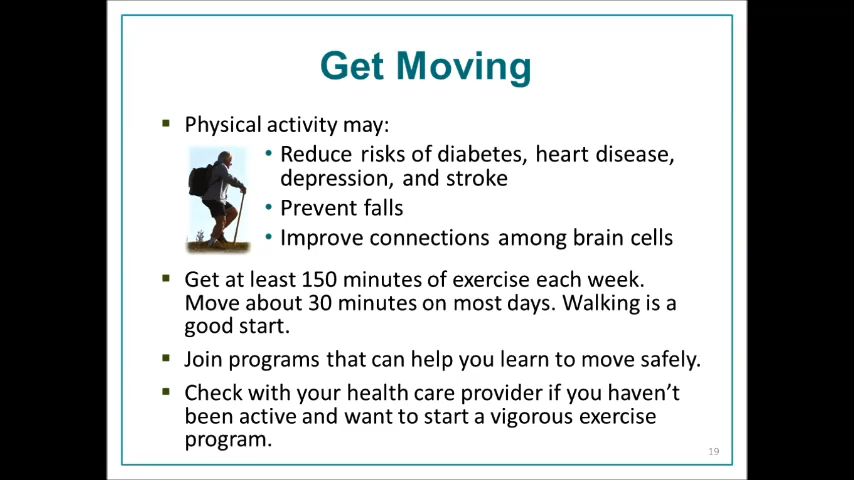 Get Moving
▪ Physical activity may:
• Reduce risks of diabetes, heart disease,
depression, and stroke
• Prevent falls
• Improve connections among brain cells
▪ Get at least 150 minutes of exercise each week.
Move about 30 minutes on most days. Walking is a
good start.
▪ Join programs that can help you learn to move safely.
▪ Check with your health care provider if you haven’t
been active and want to start a vigorous exercise
program.
19